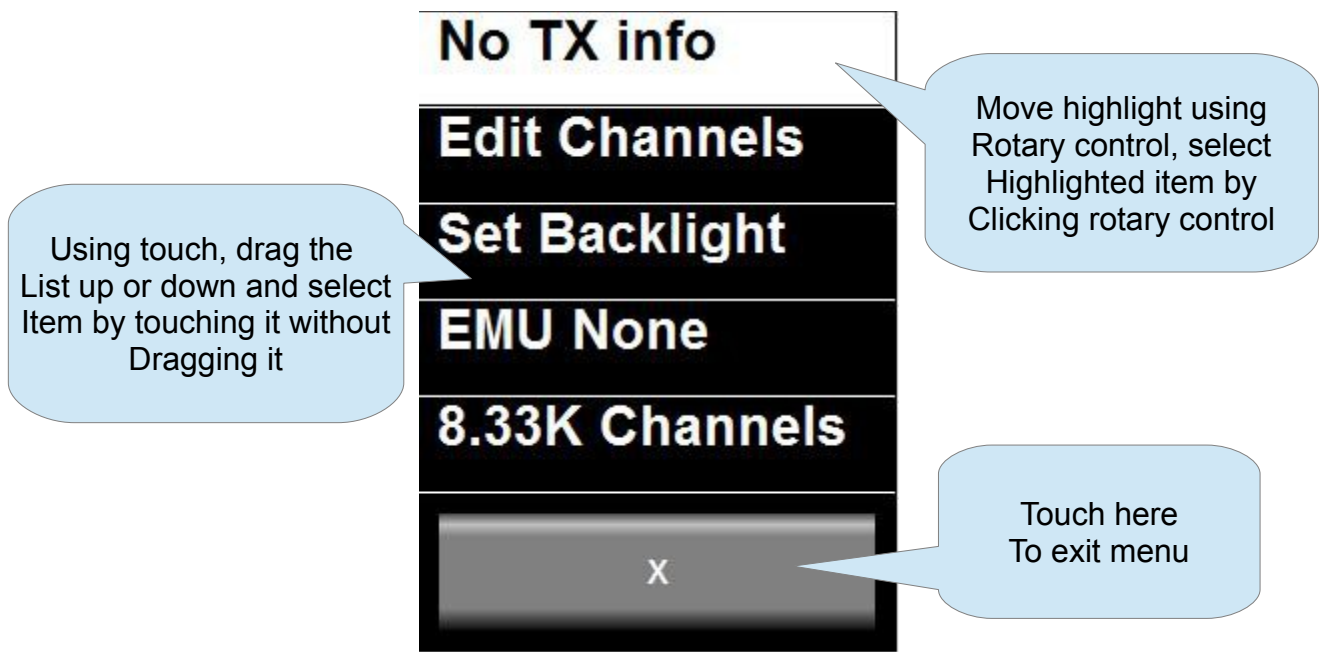 No TX info
Move highlight using
Rotary control, select
Highlighted item by
Clicking rotary control
Edit Channels
Set Backlight
Using touch, drag the
List up or down and select
Item by touching it without
Dragging it
EMU None
8.33K Channels
Touch here
To exit menu
X